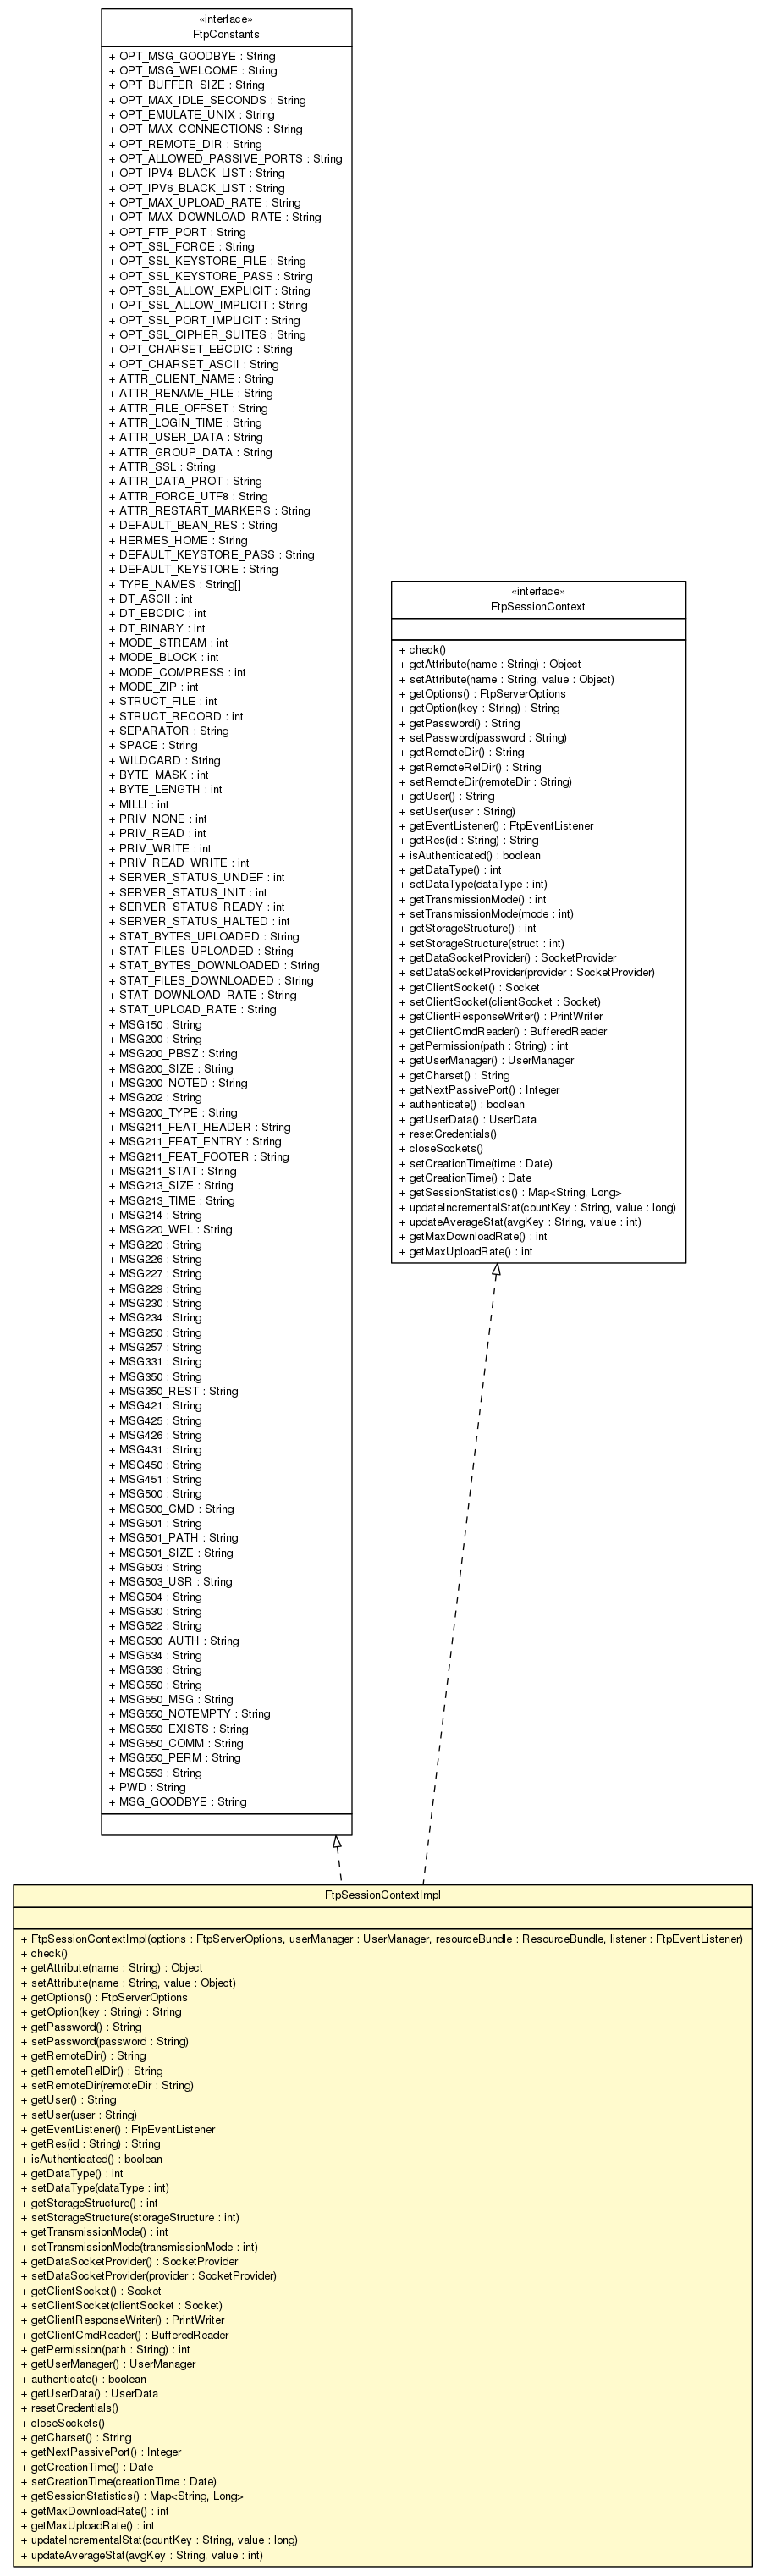 «interface»
FtpConstants
+ OPT_MSG_GOODBYE : String
+ OPT_MSG_WELCOME : String
+ OPT_BUFFER_SIZE : String
+ OPT_MAX_IDLE_SECONDS : String
+ OPT_EMULATE_UNIX : String
+ OPT_MAX_CONNECTIONS : String
+ OPT_REMOTE_DIR : String
+ OPT_ALLOWED_PASSIVE_PORTS : String
+ OPT_IPV4_BLACK_LIST : String
+ OPT_IPV6_BLACK_LIST : String
+ OPT_MAX_UPLOAD_RATE : String
+ OPT_MAX_DOWNLOAD_RATE : String
+ OPT_FTP_PORT : String
+ OPT_SSL_FORCE : String
+ OPT_SSL_KEYSTORE_FILE : String
+ OPT_SSL_KEYSTORE_PASS : String
+ OPT_SSL_ALLOW_EXPLICIT : String
+ OPT_SSL_ALLOW_IMPLICIT : String
+ OPT_SSL_PORT_IMPLICIT : String
+ OPT_SSL_CIPHER_SUITES : String
+ OPT_CHARSET_EBCDIC : String
+ OPT_CHARSET_ASCII : String
+ ATTR_CLIENT_NAME : String
+ ATTR_RENAME_FILE : String
+ ATTR_FILE_OFFSET : String
+ ATTR_LOGIN_TIME : String
+ ATTR_USER_DATA : String
+ ATTR_GROUP_DATA : String
+ ATTR_SSL : String
+ ATTR_DATA_PROT : String
+ ATTR_FORCE_UTF8 : String
+ ATTR_RESTART_MARKERS : String
+ DEFAULT_BEAN_RES : String
+ HERMES_HOME : String
+ DEFAULT_KEYSTORE_PASS : String
+ DEFAULT_KEYSTORE : String
+ TYPE_NAMES : String[]
+ DT_ASCII : int
+ DT_EBCDIC : int
+ DT_BINARY : int
+ MODE_STREAM : int
+ MODE_BLOCK : int
+ MODE_COMPRESS : int
+ MODE_ZIP : int
+ STRUCT_FILE : int
+ STRUCT_RECORD : int
+ SEPARATOR : String
+ SPACE : String
+ WILDCARD : String
+ BYTE_MASK : int
+ BYTE_LENGTH : int
+ MILLI : int
+ PRIV_NONE : int
+ PRIV_READ : int
+ PRIV_WRITE : int
+ PRIV_READ_WRITE : int
+ SERVER_STATUS_UNDEF : int
+ SERVER_STATUS_INIT : int
+ SERVER_STATUS_READY : int
+ SERVER_STATUS_HALTED : int
+ STAT_BYTES_UPLOADED : String
+ STAT_FILES_UPLOADED : String
+ STAT_BYTES_DOWNLOADED : String
+ STAT_FILES_DOWNLOADED : String
+ STAT_DOWNLOAD_RATE : String
+ STAT_UPLOAD_RATE : String
+ MSG150 : String
+ MSG200 : String
+ MSG200_PBSZ : String
+ MSG200_SIZE : String
+ MSG200_NOTED : String
+ MSG202 : String
+ MSG200_TYPE : String
+ MSG211_FEAT_HEADER : String
+ MSG211_FEAT_ENTRY : String
+ MSG211_FEAT_FOOTER : String
+ MSG211_STAT : String
+ MSG213_SIZE : String
+ MSG213_TIME : String
+ MSG214 : String
+ MSG220_WEL : String
+ MSG220 : String
+ MSG226 : String
+ MSG227 : String
+ MSG229 : String
+ MSG230 : String
+ MSG234 : String
+ MSG250 : String
+ MSG257 : String
+ MSG331 : String
+ MSG350 : String
+ MSG350_REST : String
+ MSG421 : String
+ MSG425 : String
+ MSG426 : String
+ MSG431 : String
+ MSG450 : String
+ MSG451 : String
+ MSG500 : String
+ MSG500_CMD : String
+ MSG501 : String
+ MSG501_PATH : String
+ MSG501_SIZE : String
+ MSG503 : String
+ MSG503_USR : String
+ MSG504 : String
+ MSG530 : String
+ MSG522 : String
+ MSG530_AUTH : String
+ MSG534 : String
+ MSG536 : String
+ MSG550 : String
+ MSG550_MSG : String
+ MSG550_NOTEMPTY : String
+ MSG550_EXISTS : String
+ MSG550_COMM : String
+ MSG550_PERM : String
+ MSG553 : String
+ PWD : String
+ MSG_GOODBYE : String
«interface»
FtpSessionContext
+ check()
+ getAttribute(name : String) : Object
+ setAttribute(name : String, value : Object)
+ getOptions() : FtpServerOptions
+ getOption(key : String) : String
+ getPassword() : String
+ setPassword(password : String)
+ getRemoteDir() : String
+ getRemoteRelDir() : String
+ setRemoteDir(remoteDir : String)
+ getUser() : String
+ setUser(user : String)
+ getEventListener() : FtpEventListener
+ getRes(id : String) : String
+ isAuthenticated() : boolean
+ getDataType() : int
+ setDataType(dataType : int)
+ getTransmissionMode() : int
+ setTransmissionMode(mode : int)
+ getStorageStructure() : int
+ setStorageStructure(struct : int)
+ getDataSocketProvider() : SocketProvider
+ setDataSocketProvider(provider : SocketProvider)
+ getClientSocket() : Socket
+ setClientSocket(clientSocket : Socket)
+ getClientResponseWriter() : PrintWriter
+ getClientCmdReader() : BufferedReader
+ getPermission(path : String) : int
+ getUserManager() : UserManager
+ getCharset() : String
+ getNextPassivePort() : Integer
+ authenticate() : boolean
+ getUserData() : UserData
+ resetCredentials()
+ closeSockets()
+ setCreationTime(time : Date)
+ getCreationTime() : Date
+ getSessionStatistics() : Map<String, Long>
+ updateIncrementalStat(countKey : String, value : long)
+ updateAverageStat(avgKey : String, value : int)
+ getMaxDownloadRate() : int
+ getMaxUploadRate() : int
FtpSessionContextImpl
+ FtpSessionContextImpl(options : FtpServerOptions, userManager : UserManager, resourceBundle : ResourceBundle, listener : FtpEventListener)
+ check()
+ getAttribute(name : String) : Object
+ setAttribute(name : String, value : Object)
+ getOptions() : FtpServerOptions
+ getOption(key : String) : String
+ getPassword() : String
+ setPassword(password : String)
+ getRemoteDir() : String
+ getRemoteRelDir() : String
+ setRemoteDir(remoteDir : String)
+ getUser() : String
+ setUser(user : String)
+ getEventListener() : FtpEventListener
+ getRes(id : String) : String
+ isAuthenticated() : boolean
+ getDataType() : int
+ setDataType(dataType : int)
+ getStorageStructure() : int
+ setStorageStructure(storageStructure : int)
+ getTransmissionMode() : int
+ setTransmissionMode(transmissionMode : int)
+ getDataSocketProvider() : SocketProvider
+ setDataSocketProvider(provider : SocketProvider)
+ getClientSocket() : Socket
+ setClientSocket(clientSocket : Socket)
+ getClientResponseWriter() : PrintWriter
+ getClientCmdReader() : BufferedReader
+ getPermission(path : String) : int
+ getUserManager() : UserManager
+ authenticate() : boolean
+ getUserData() : UserData
+ resetCredentials()
+ closeSockets()
+ getCharset() : String
+ getNextPassivePort() : Integer
+ getCreationTime() : Date
+ setCreationTime(creationTime : Date)
+ getSessionStatistics() : Map<String, Long>
+ getMaxDownloadRate() : int
+ getMaxUploadRate() : int
+ updateIncrementalStat(countKey : String, value : long)
+ updateAverageStat(avgKey : String, value : int)